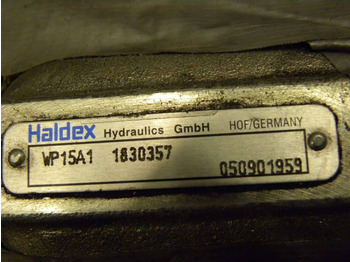 Haldex Hydraulics GmbH HOF/GERMANY
WP15A1 1830357
050901959